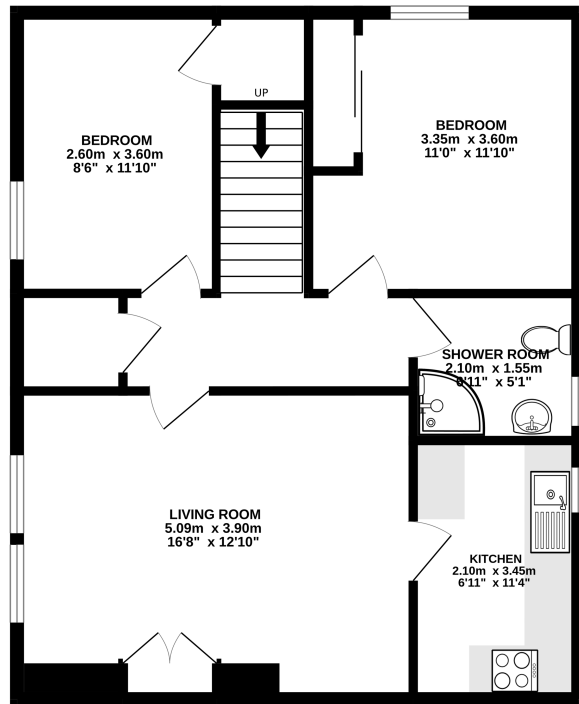 UP
BEDROOM
2.60m x 3.60m
8'6" x 11'10"
BEDROOM
3.35m x 3.60m
11'0" x 11'10"
SHOWER ROOM
2.10m x 1.55m
6'11" x 5'1"
LIVING ROOM
5.09m x 3.90m
16'8" x 12'10"
KITCHEN
2.10m x 3.45m
6'11" x 11'4"